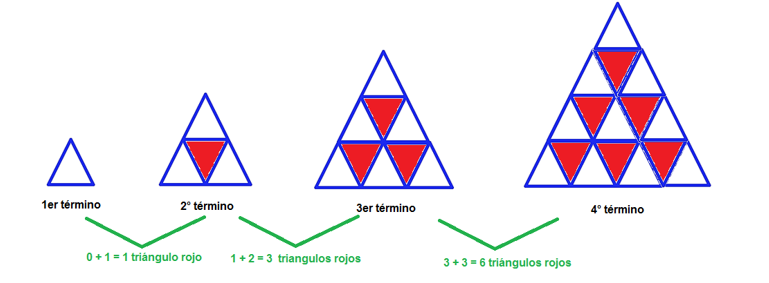 1er término
2° término
3er término
4° término
0 + 1 = 1 triángulo rojo
1 + 2 = 3 triangulos rojos
3 + 3 = 6 triángulos rojos